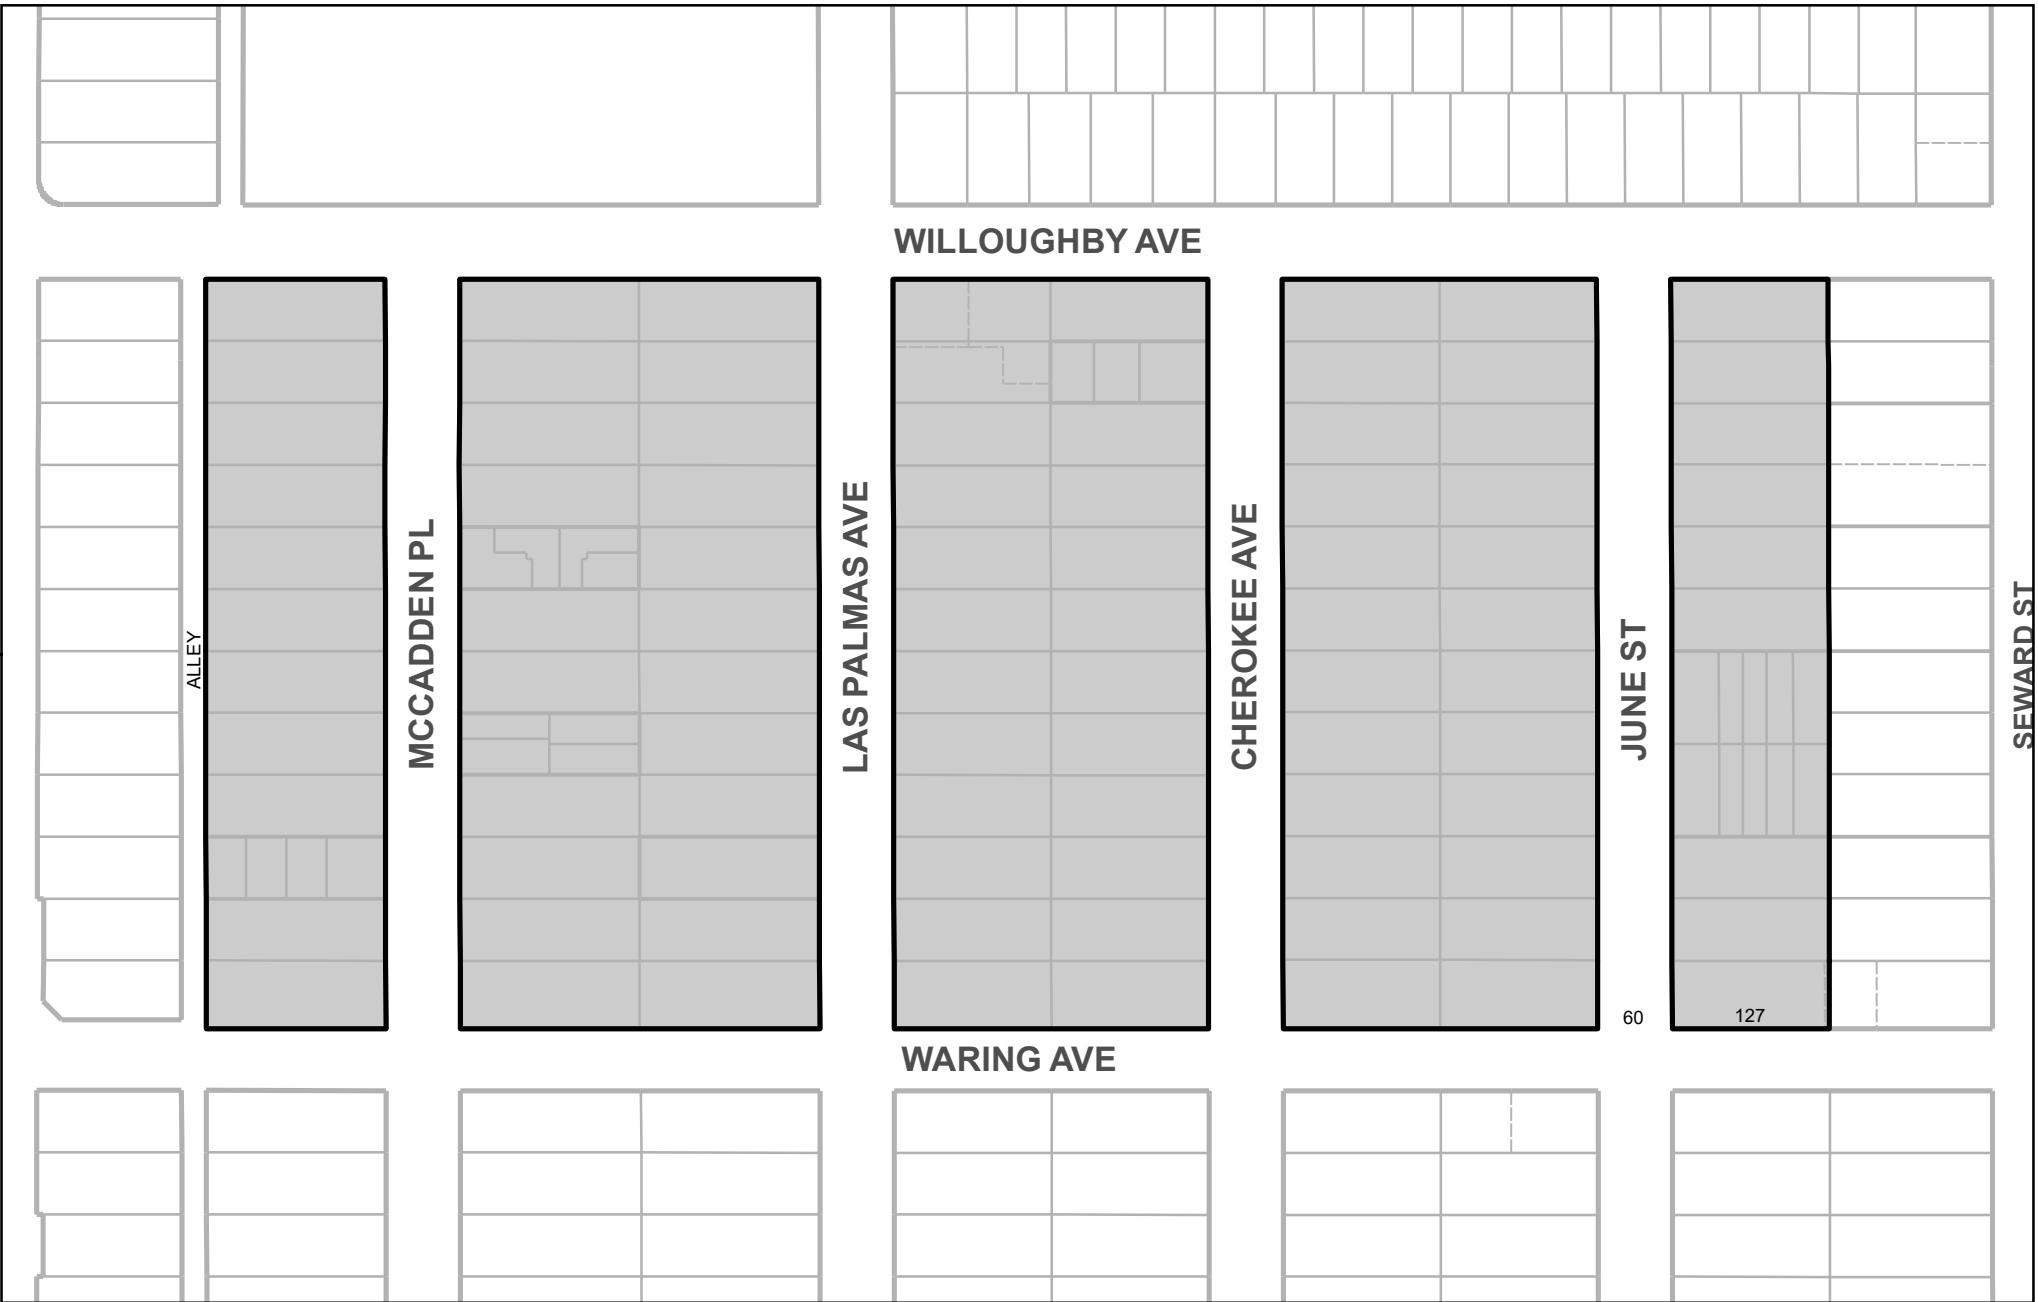 WILLOUGHBY AVE
ALLEY
MCCADDEN PL
LAS PALMAS AVE
CHEROKEE AVE
JUNE ST
SEWARD ST
60
127
WARING AVE